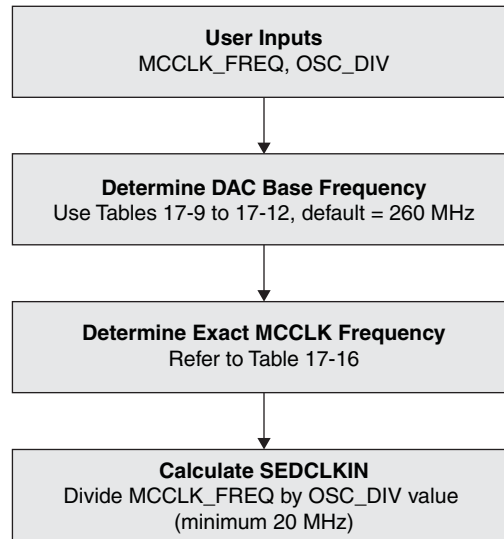 User Inputs
MCCLK_FREQ, OSC_DIV
Determine DAC Base Frequency
Use Tables 17-9 to 17-12, default = 260 MHz
Determine Exact MCCLK Frequency
Refer to Table 17-16
Calculate SEDCLKIN
Divide MCCLK_FREQ by OSC_DIV value
(minimum 20 MHz)